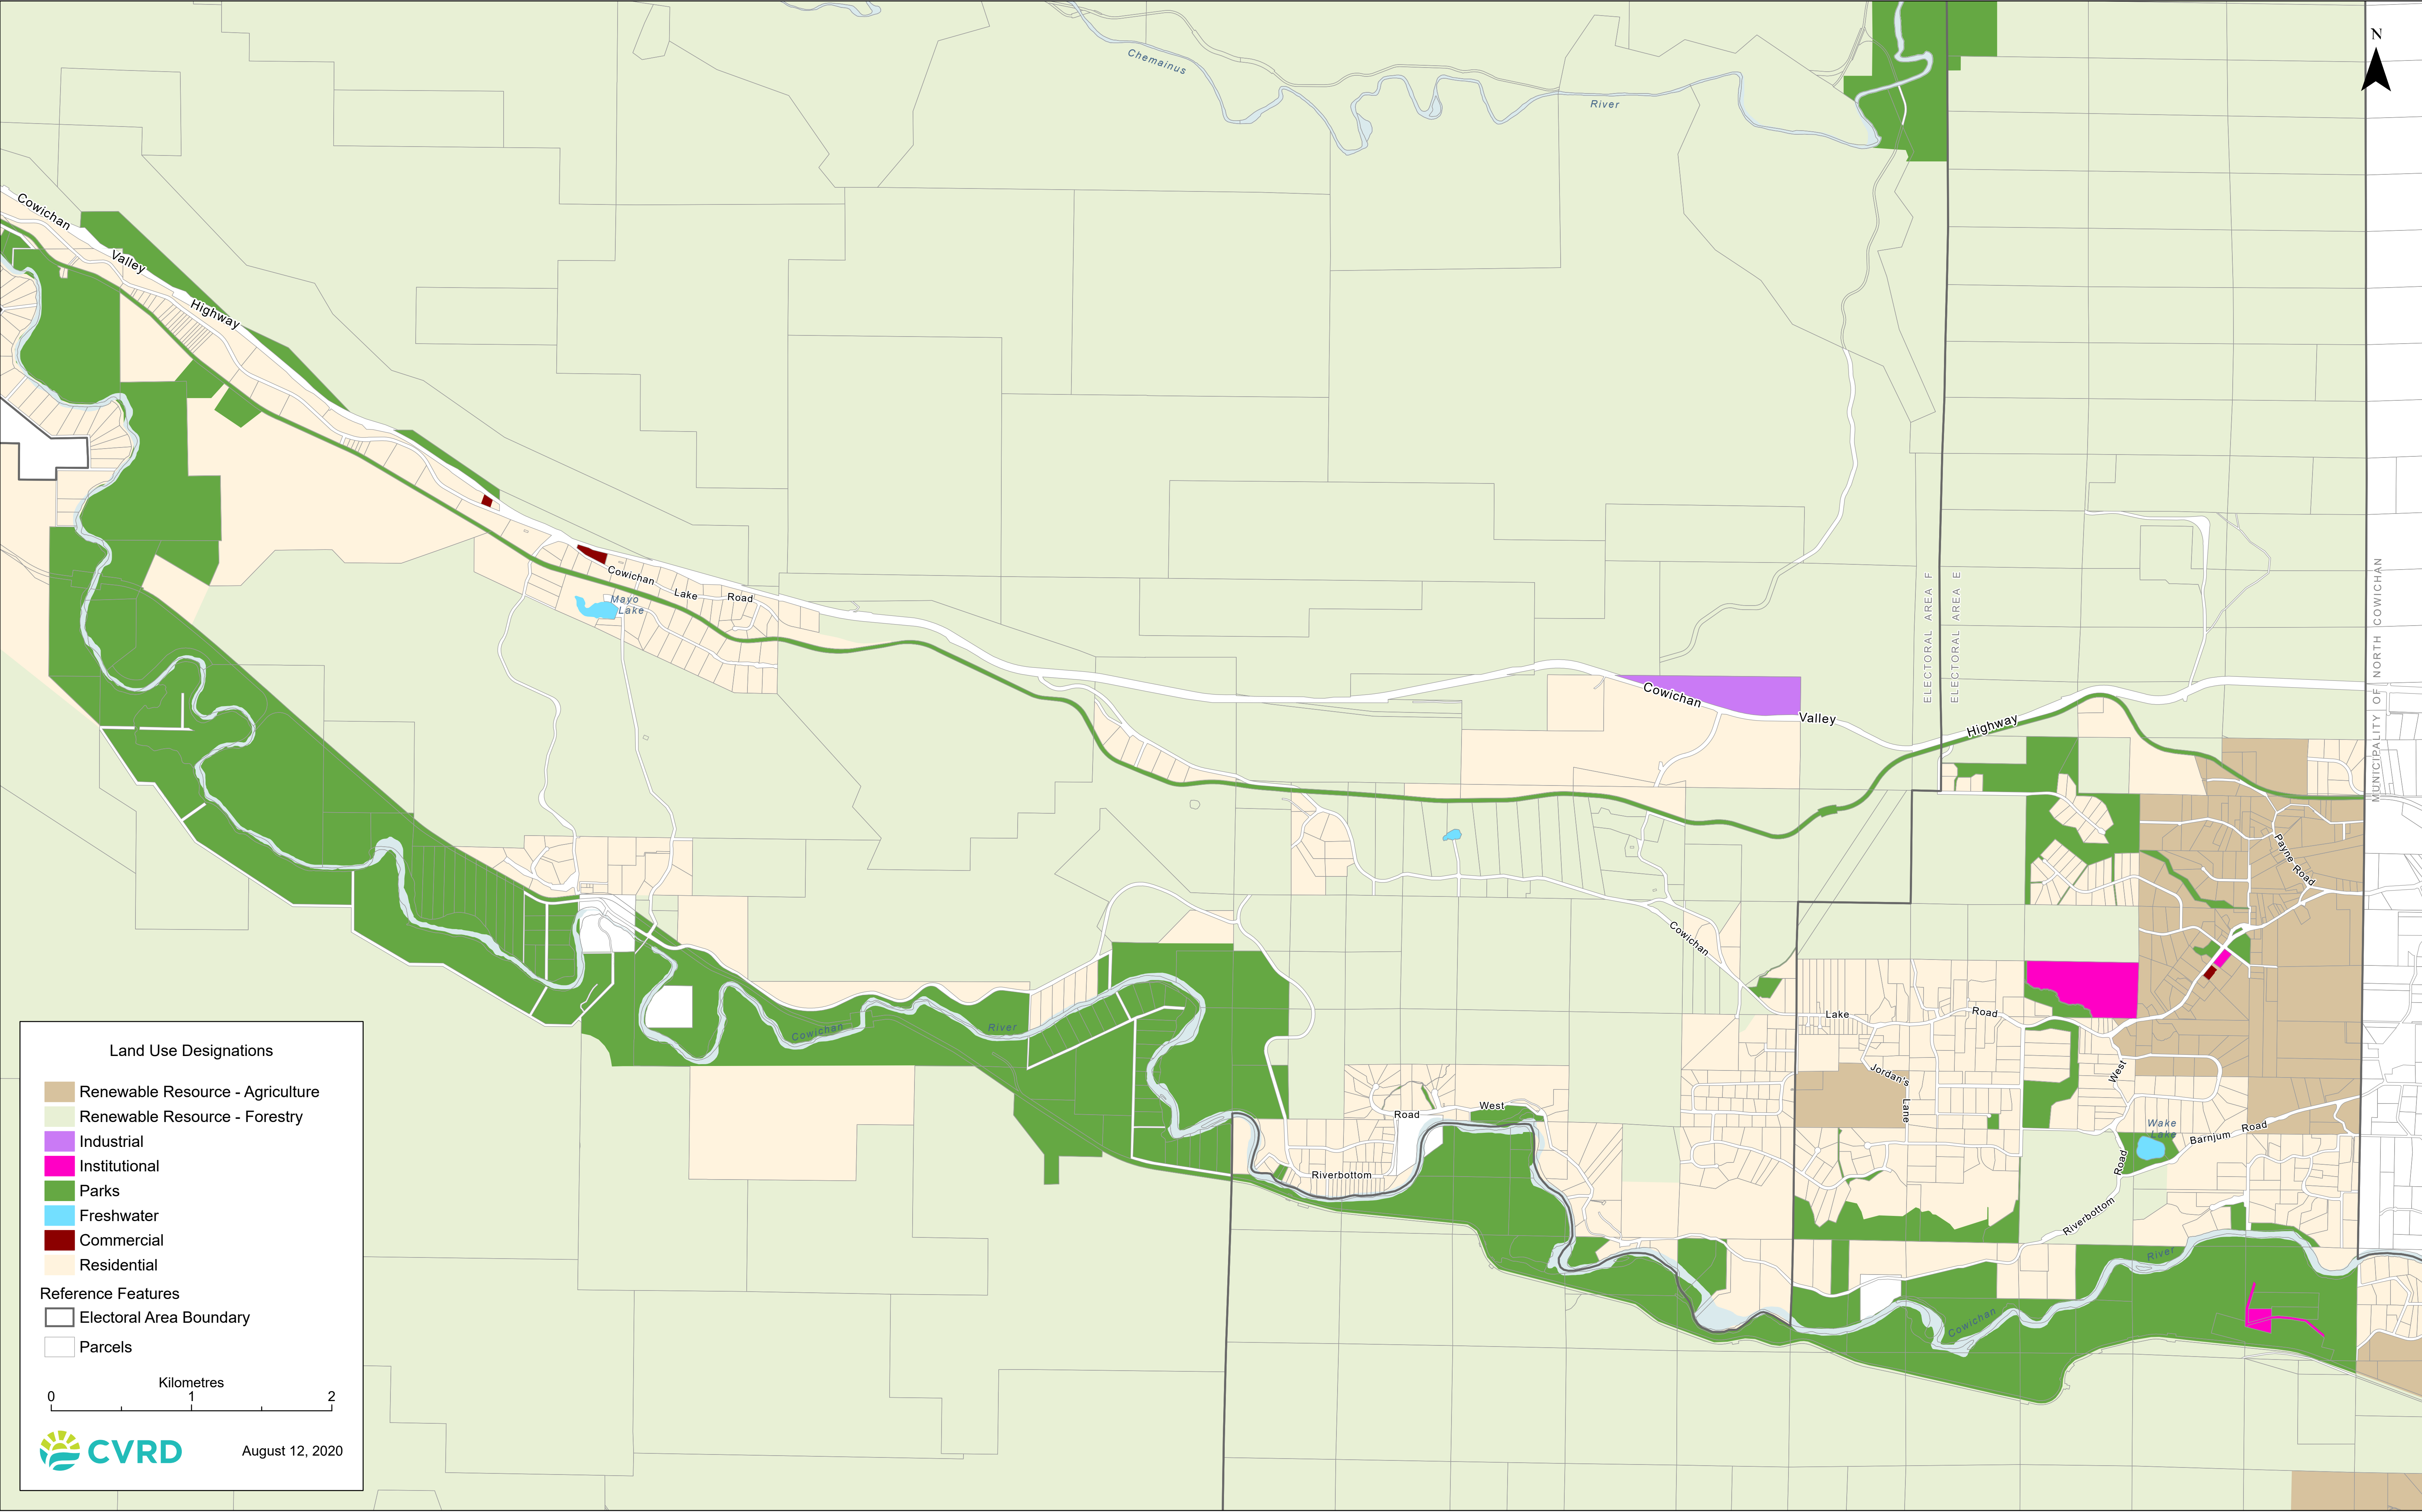 N
Chemainus
River
Cowichan
Valley
Highway
Cowichan
Lake
Road
Mayo
Lake
ELECTORAL AREA F
ELECTORAL AREA E
MUNICIPALITY OF NORTH COWICHAN
Cowichan
Valley
Highway
Payne Road
Cowichan
Lake
Road
Jordan's
Lane
West
Wake
Lake
Barnjum Road
Road
Riverbottom
River
Cowichan
Cowichan
River
Road
West
Riverbottom
Land Use Designations
Renewable Resource - Agriculture
Renewable Resource - Forestry
Industrial
Institutional
Parks
Freshwater
Commercial
Residential
Reference Features
Electoral Area Boundary
Parcels
Kilometres
0 1 2
CVRD
August 12, 2020